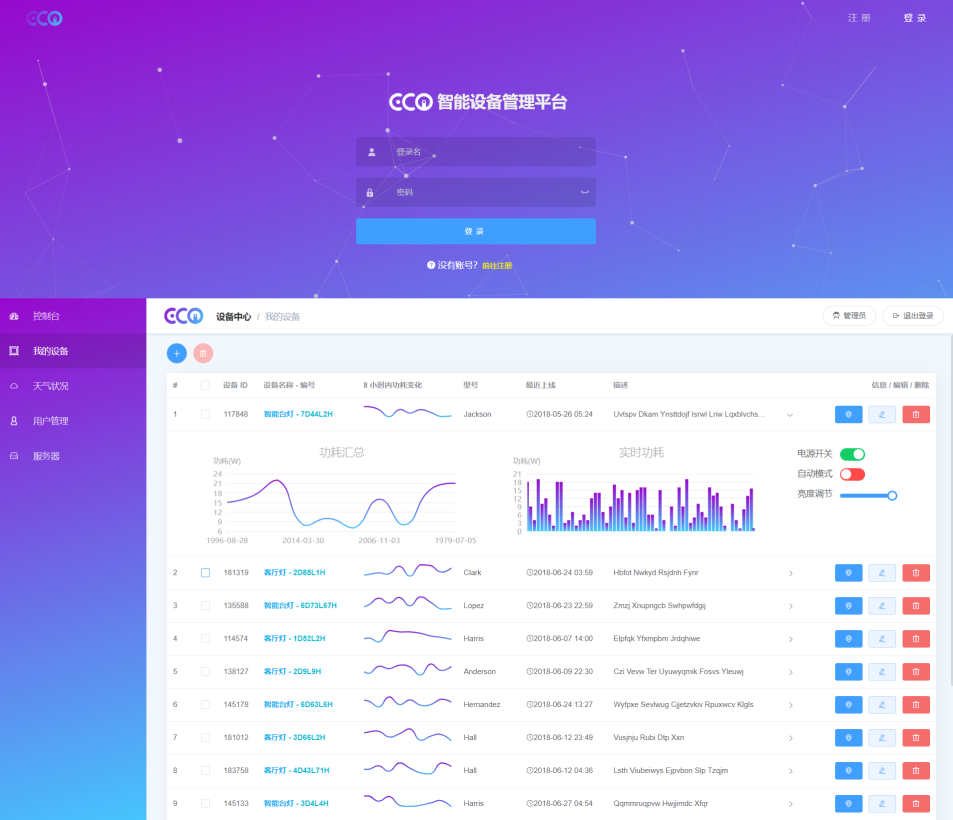 ECO
注 册 登 录
ECO 智能设备管理平台
登录名
密码
登 录
没有账号? 前往注册
控制台
我的设备
天气状况
用户管理
服务器
ECO 设备中心 / 我的设备
管理员 退出登录
# 设备 ID 设备名称 - 编号 8 小时内功耗变化 型号 最近上线 描述 信息 / 编辑 / 删除
1 117848 智能台灯 - 7D44L2H Jackson 2018-05-26 05:24 Uvtspv Dkam Ynsttdojf Isrwl Lriw Lqxblvchs...
功耗汇总
功耗(W)
24
21
18
15
12
9
6
1996-08-28 2014-03-30 2006-11-03 1979-07-05
实时功耗
功耗(W)
21
18
15
12
9
6
3
0
电源开关
自动模式
亮度调节
2 181319 客厅灯 - 2D85L1H Clark 2018-06-24 03:59 Hbfot Nwkyd Rsjdnh Fynr
3 135588 智能台灯 - 6D73L67H Lopez 2018-06-23 22:59 Zmzj Xnupngcb Swhpwfdgij
4 114574 客厅灯 - 1D52L2H Harris 2018-06-07 14:00 Elpfqk Yfxmpbm Jrdqhiwe
5 138127 客厅灯 - 2D9L9H Anderson 2018-06-09 22:30 Czi Vevw Ter Uyuwyqmik Fosvs Yleuwj
6 145178 智能台灯 - 6D63L6H Hernandez 2018-06-24 13:27 Wyfpxe Sevlwug Cjjetzvkiv Rpuxwcv Klgls
7 181012 客厅灯 - 3D66L2H Hall 2018-06-12 23:49 Vusjnju Rubi Dtp Xxn
8 183758 客厅灯 - 4D43L71H Hall 2018-06-12 04:36 Lsth Viubeiwys Ejpvbon Slp Tzqjm
9 145133 智能台灯 - 3D4L4H Harris 2018-06-27 04:54 Qqmmruqpvw Hwjjimdc Xfqr